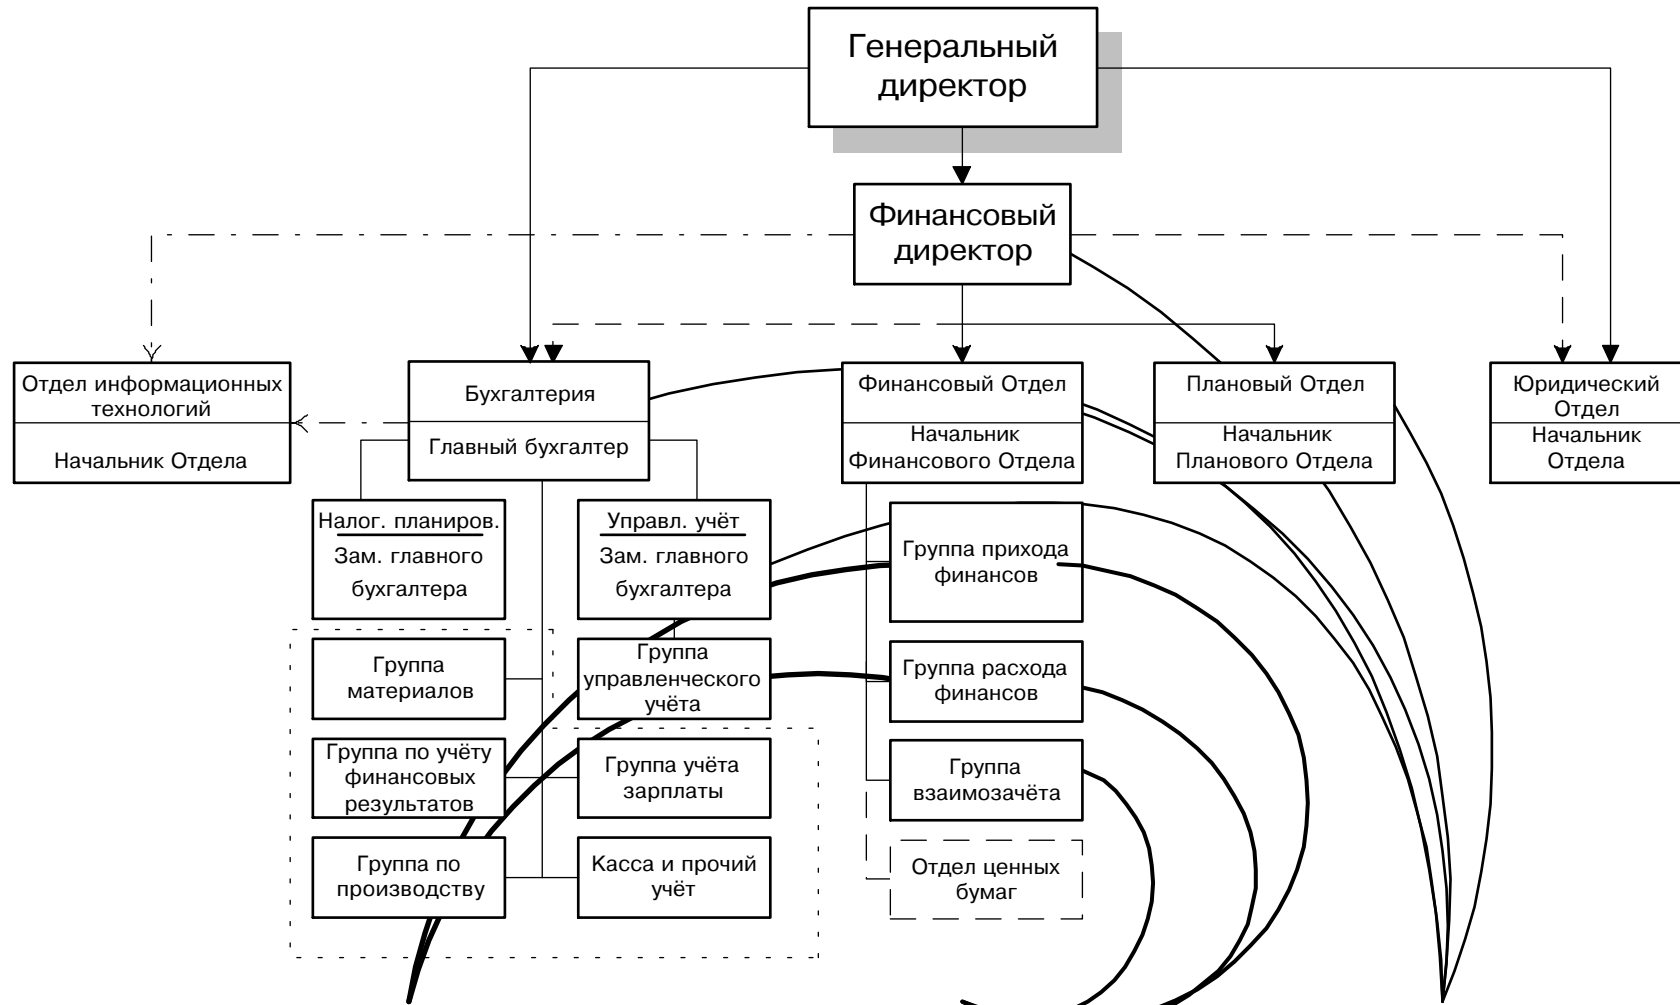 Генеральный
директор
Финансовый
директор
Отдел информационных
технологий
Начальник Отдела
Бухгалтерия
Главный бухгалтер
Финансовый Отдел
Начальник
Финансового Отдела
Плановый Отдел
Начальник
Планового Отдела
Юридический
Отдел
Начальник
Отдела
Налог. планиров.
Зам. главного
бухгалтера
Управл. учёт
Зам. главного
бухгалтера
Группа прихода
финансов
Группа
материалов
Группа
управленческого
учёта
Группа расхода
финансов
Группа по учёту
финансовых
результатов
Группа учёта
зарплаты
Группа
взаимозачёта
Группа по
производству
Касса и прочий
учёт
Отдел ценных
бумаг